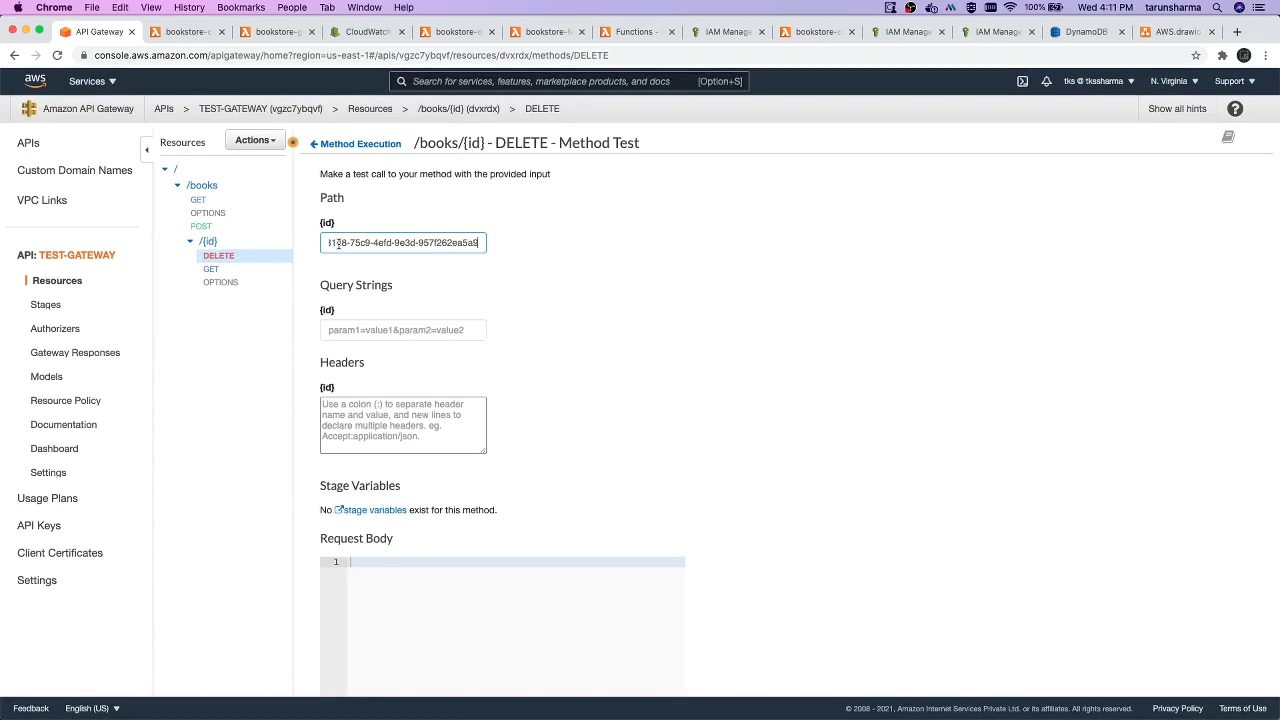 Chrome File Edit View History Bookmarks People Tab Window Help 100% Wed 4:11 PM tarunsharma
API Gateway bookstore-c bookstore-g CloudWatch bookstore-d bookstore-h Functions - IAM Manage bookstore-c IAM Manage IAM Manage DynamoDB AWS.drawio
console.aws.amazon.com/apigateway/home?region=us-east-1#/apis/vgzc7ybqvf/resources/dvxrdx/methods/DELETE
aws Services Search for services, features, marketplace products, and docs [Option+S] tks @ tkssharma N. Virginia Support
Amazon API Gateway APIs > TEST-GATEWAY (vgzc7ybqvf) > Resources > /books/{id} (dvxrdx) > DELETE Show all hints ?
APIs
Custom Domain Names
VPC Links
API: TEST-GATEWAY
Resources
Stages
Authorizers
Gateway Responses
Models
Resource Policy
Documentation
Dashboard
Settings
Usage Plans
API Keys
Client Certificates
Settings
Resources Actions
/
/books
GET
OPTIONS
POST
/{id}
DELETE
GET
OPTIONS
Method Execution /books/{id} - DELETE - Method Test
Make a test call to your method with the provided input
Path
{id}
-75c9-4efd-9e3d-957f262ea5a9
Query Strings
{id}
param1=value1&param2=value2
Headers
{id}
Use a colon (:) to separate header
name and value, and new lines to
declare multiple headers. eg.
Accept:application/json.
Stage Variables
No stage variables exist for this method.
Request Body
1
Feedback English (US) © 2008 - 2021, Amazon Internet Services Private Ltd. or its affiliates. All rights reserved. Privacy Policy Terms of Use